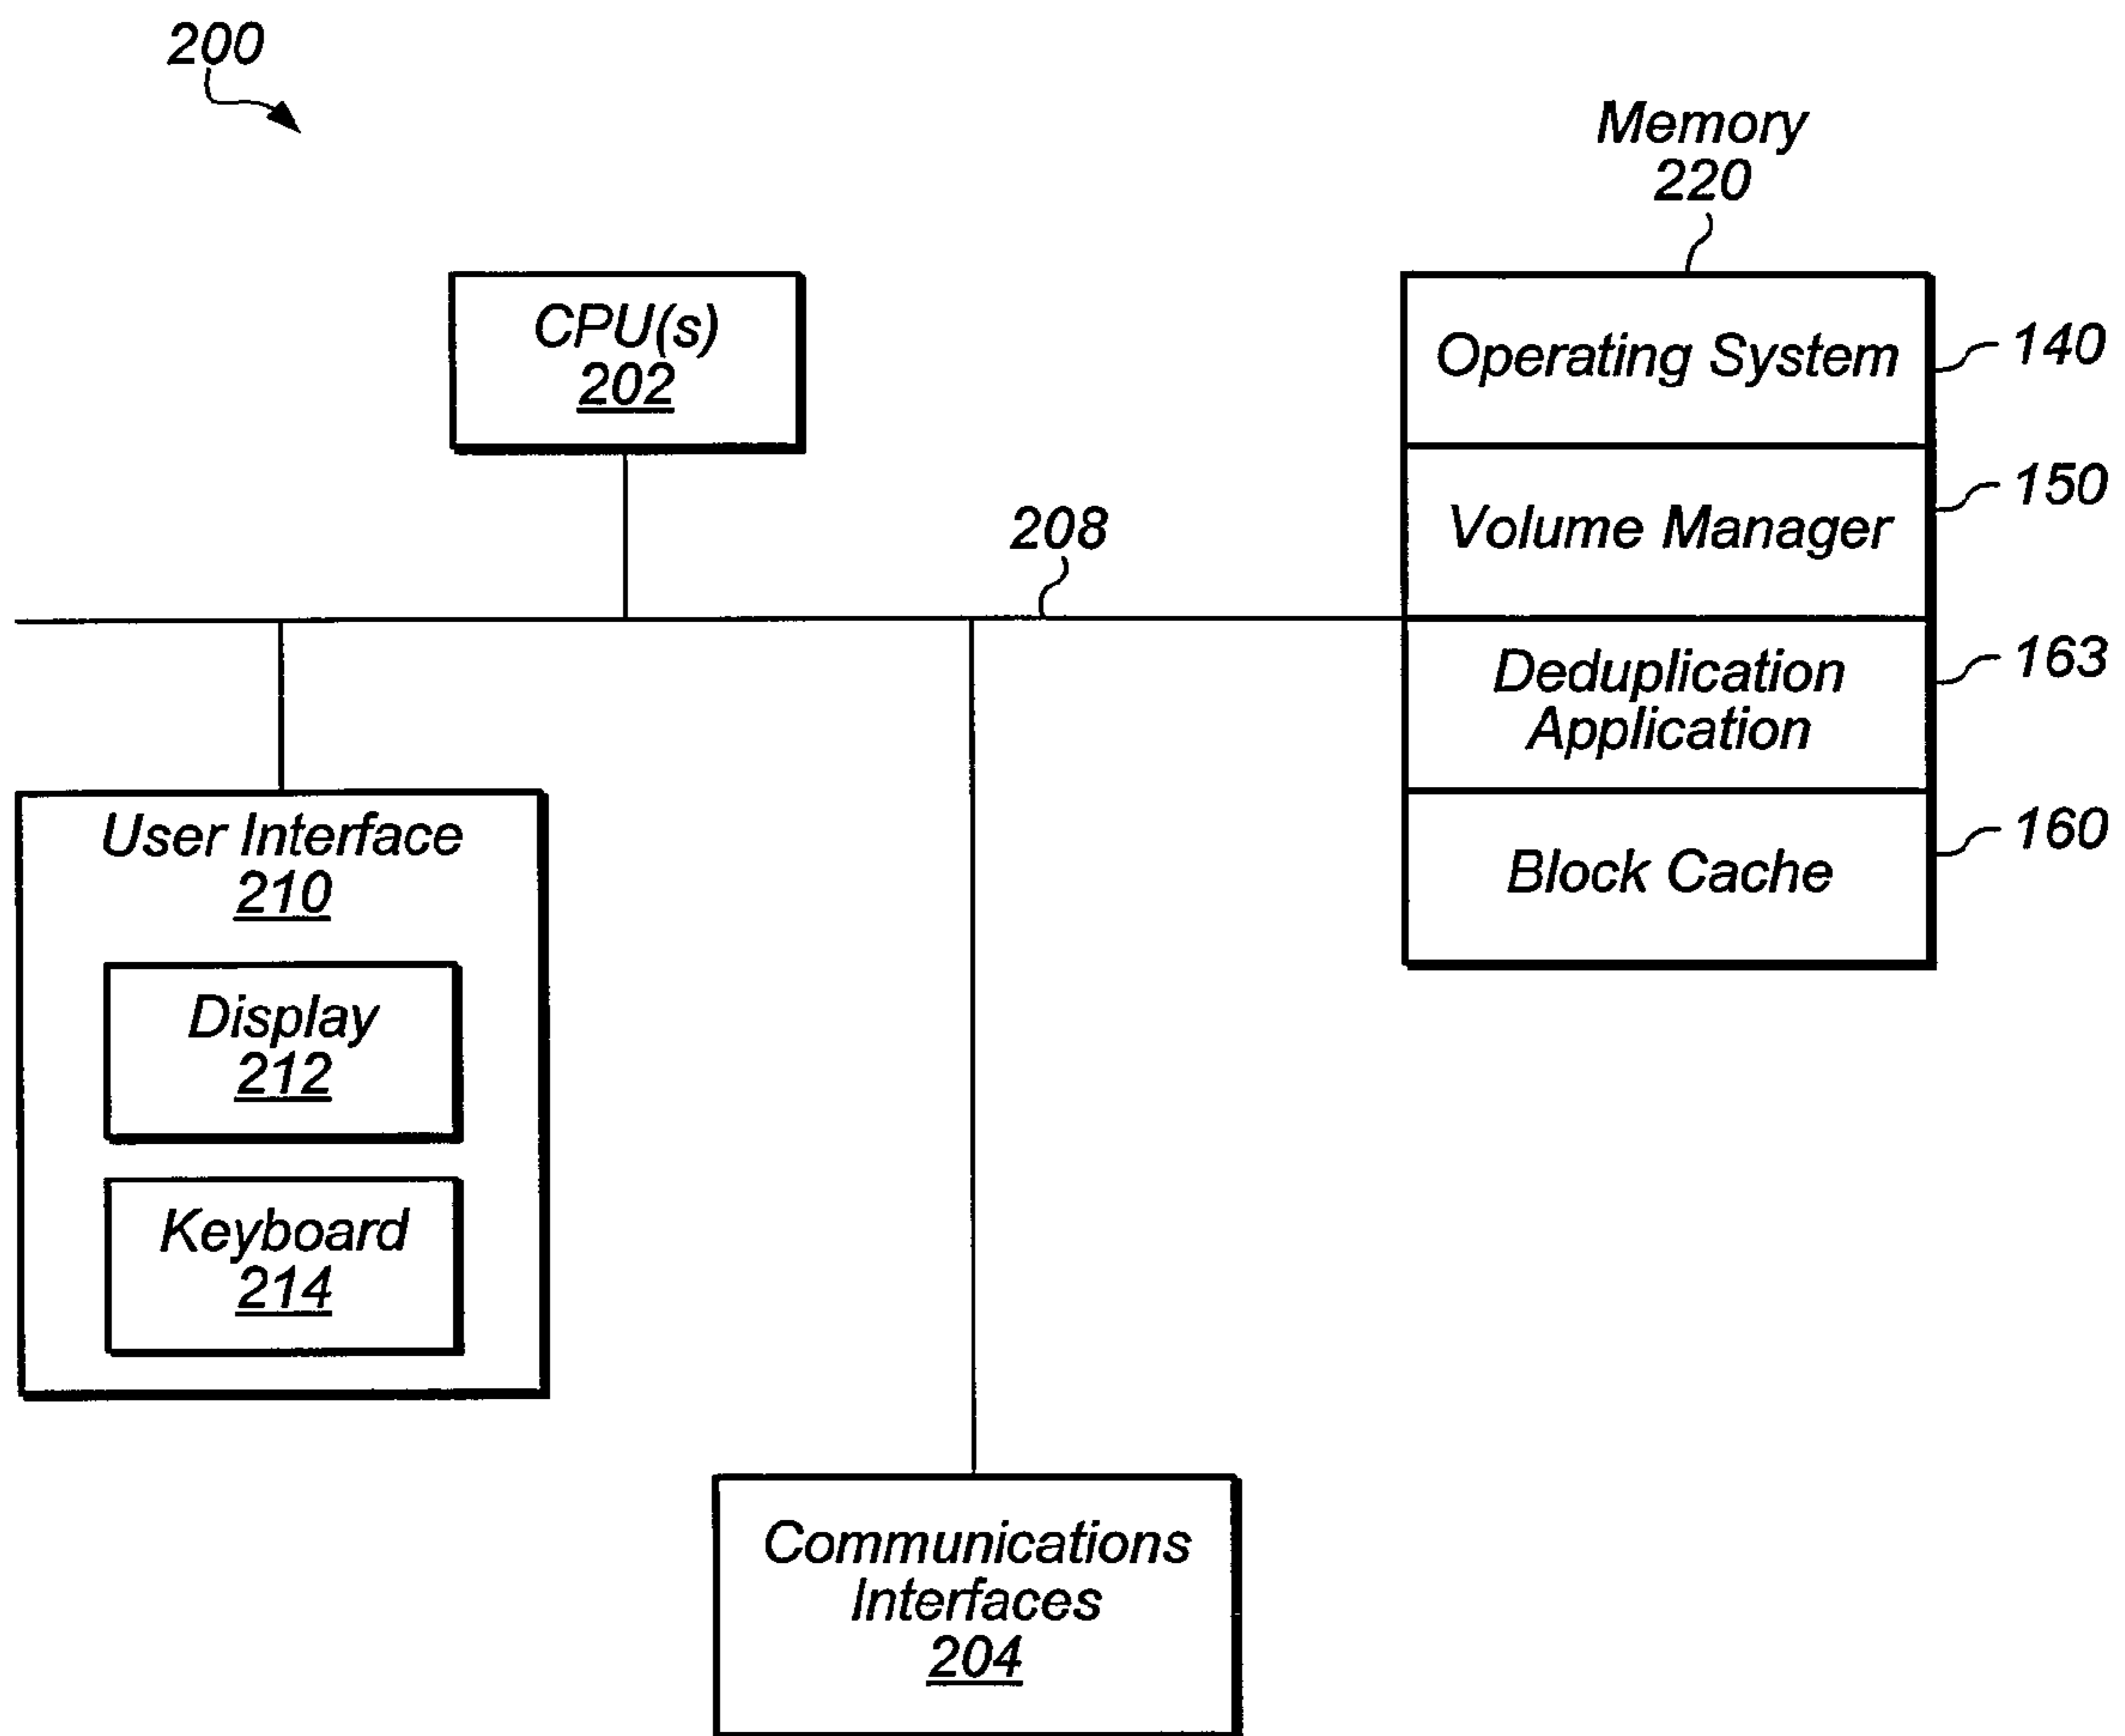 200
Memory
220
CPU(s)
202
Operating System
140
Volume Manager
150
208
Deduplication
Application
163
Block Cache
160
User Interface
210
Display
212
Keyboard
214
Communications
Interfaces
204